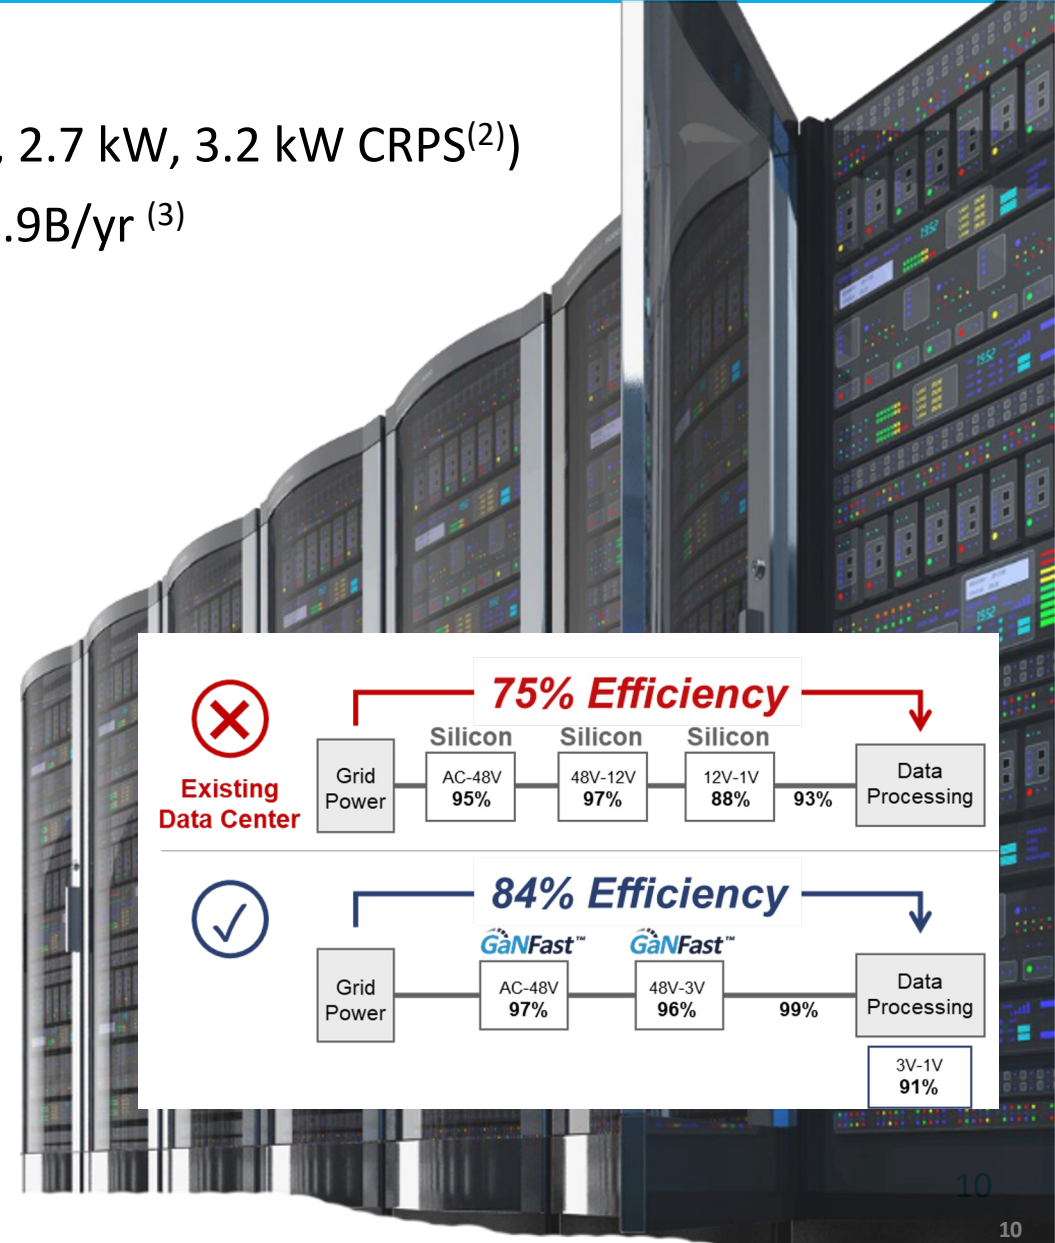 , 2.7 kW, 3.2 kW CRPS(2))
.9B/yr (3)
75% Efficiency
Silicon Silicon Silicon
Existing
Data Center
Grid
Power
AC-48V
95%
48V-12V
97%
12V-1V
88%
93%
Data
Processing
84% Efficiency
GaNFast™ GaNFast™
Grid
Power
AC-48V
97%
48V-3V
96%
99%
Data
Processing
3V-1V
91%
10
10